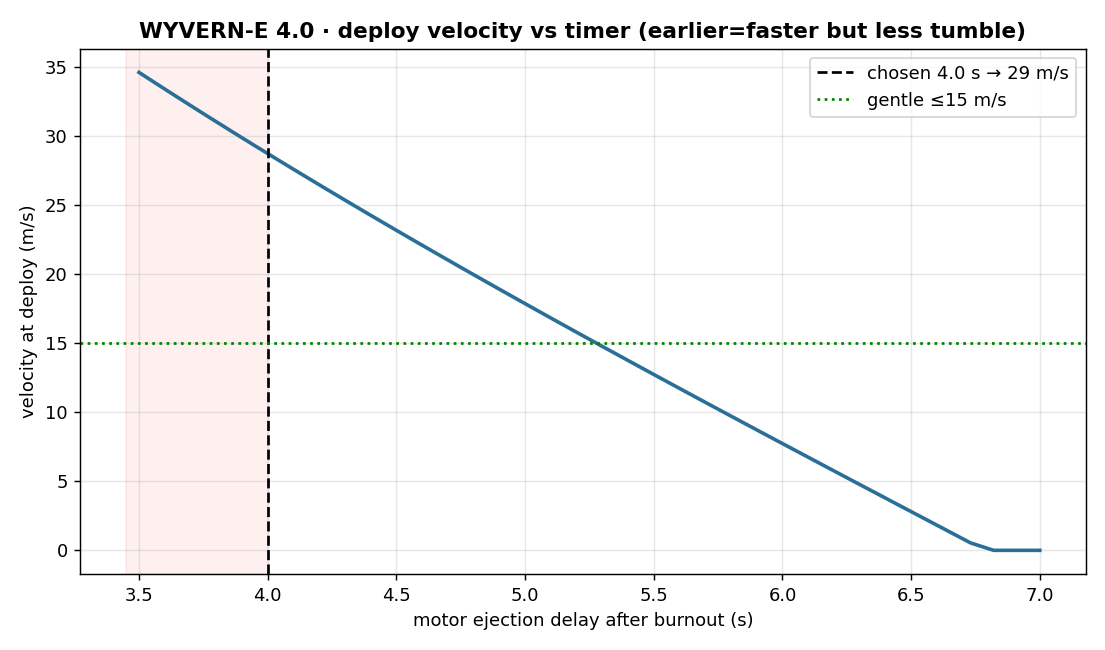 WYVERN-E 4.0 · deploy velocity vs timer (earlier=faster but less tumble)
chosen 4.0 s → 29 m/s
gentle ≤15 m/s
velocity at deploy (m/s)
35
30
25
20
15
10
5
0
3.5 4.0 4.5 5.0 5.5 6.0 6.5 7.0
motor ejection delay after burnout (s)